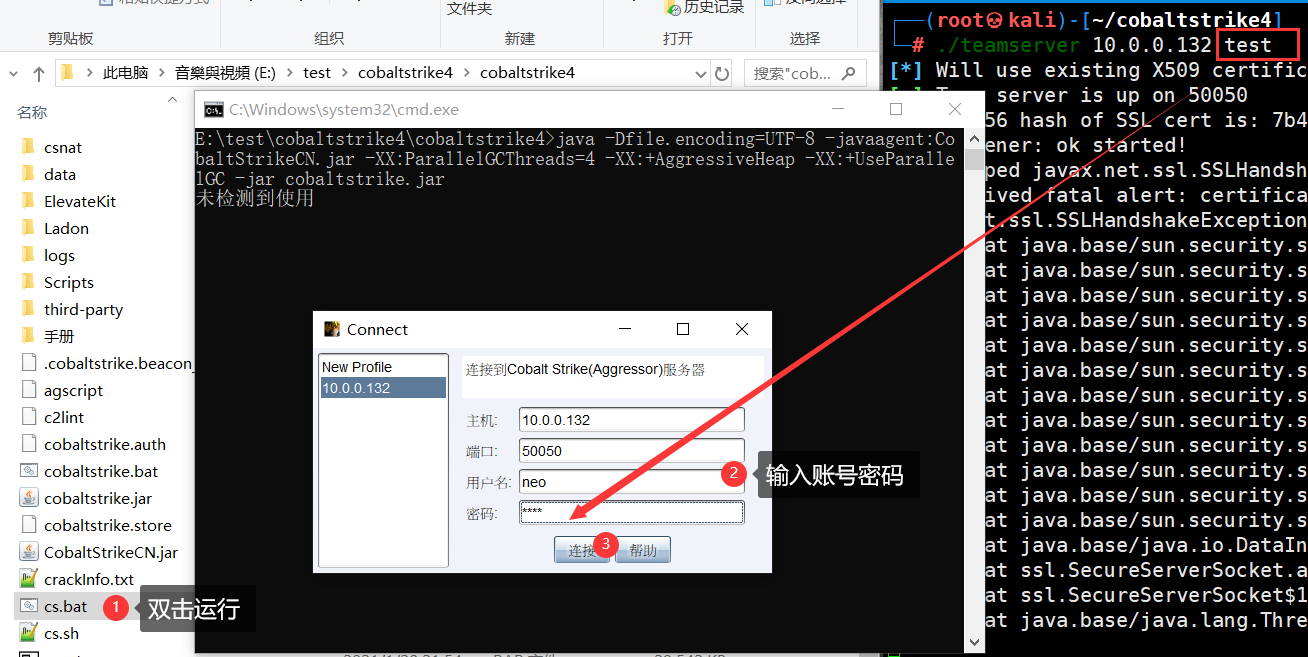 文件夹
历史记录
剪贴板
组织
新建
打开
选择
此电脑 > 音樂與視頻 (E:) > test > cobaltstrike4 > cobaltstrike4
搜索"cob...
名称
csnat
data
ElevateKit
Ladon
logs
Scripts
third-party
手册
.cobaltstrike.beacon_
agscript
c2lint
cobaltstrike.auth
cobaltstrike.bat
cobaltstrike.jar
cobaltstrike.store
CobaltStrikeCN.jar
crackInfo.txt
cs.bat
cs.sh
1
双击运行
C:\Windows\system32\cmd.exe
E:\test\cobaltstrike4\cobaltstrike4>java -Dfile.encoding=UTF-8 -javaagent:Co
baltStrikeCN.jar -XX:ParallelGCThreads=4 -XX:+AggressiveHeap -XX:+UseParalle
lGC -jar cobaltstrike.jar
未检测到使用
Connect
New Profile
10.0.0.132
连接到Cobalt Strike(Aggressor)服务器
主机: 10.0.0.132
端口: 50050
用户名: neo
密码: ****
连接
帮助
2
输入账号密码
3
(root kali)-[~/cobaltstrike4]
# ./teamserver 10.0.0.132 test
[*] Will use existing X509 certific
server is up on 50050
56 hash of SSL cert is: 7b4
ener: ok started!
ped javax.net.ssl.SSLHandsh
ived fatal alert: certifica
t.ssl.SSLHandshakeException
at java.base/sun.security.s
at java.base/sun.security.s
at java.base/sun.security.s
at java.base/sun.security.s
at java.base/sun.security.s
at java.base/sun.security.s
at java.base/sun.security.s
at java.base/sun.security.s
at java.base/sun.security.s
at java.base/sun.security.s
at java.base/sun.security.s
at java.base/sun.security.s
at java.base/java.io.DataIn
at ssl.SecureServerSocket.a
at ssl.SecureServerSocket$1
at java.base/java.lang.Thre